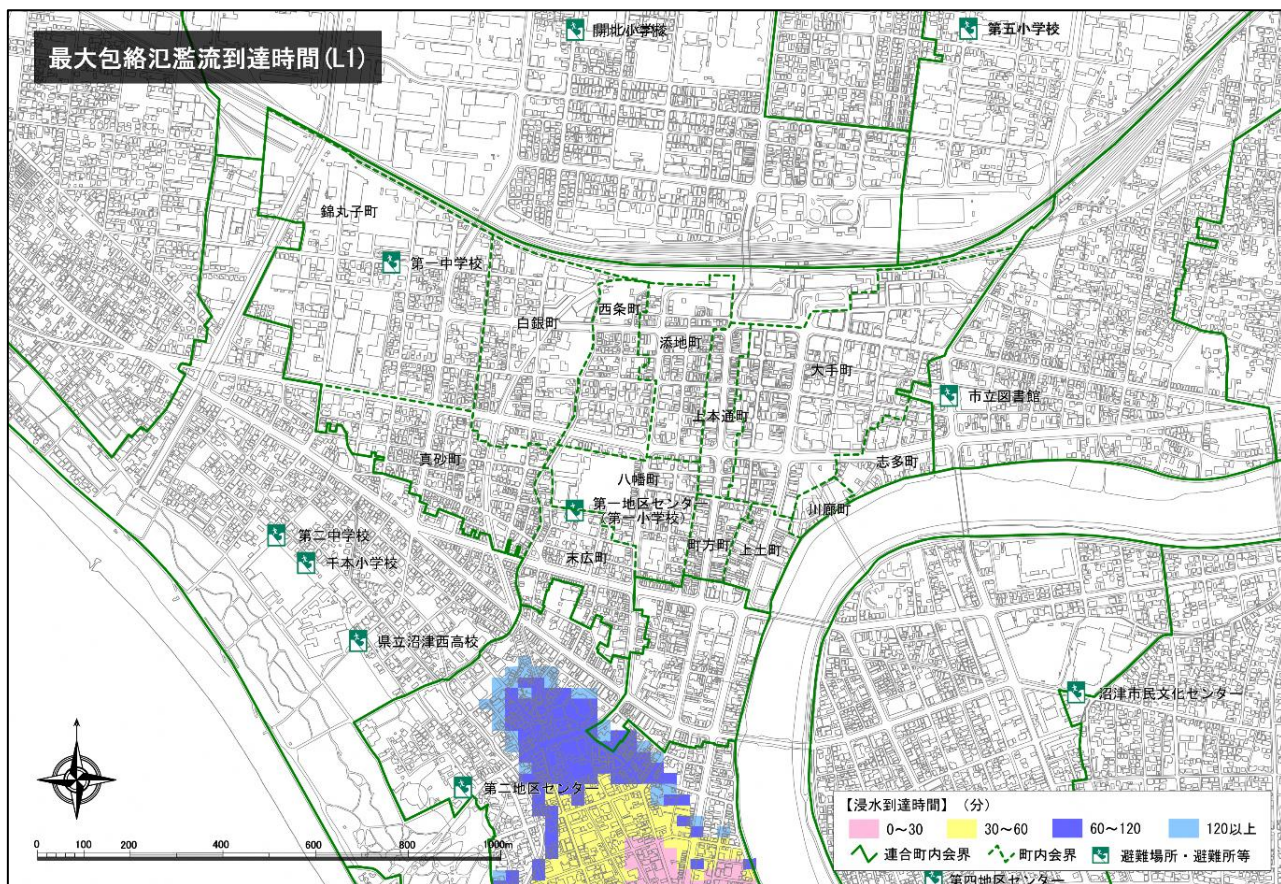 最大包絡氾濫流到達時間(L1)
開北小学校
第五小学校
錦丸子町
第一中学校
西条町
白銀町
添地町
大手町
市立図書館
上本通町
真砂町
志多町
八幡町
第一地区センター
(第一小学校)
川廓町
第二中学校
町方町
上土町
末広町
千本小学校
県立沼津西高校
沼津市民文化センター
第二地区センター
【浸水到達時間】（分）
0～30
30～60
60～120
120以上
連合町内会界
町内会界
避難場所・避難所等
0
100
200
400
600
800
1000m
第四地区センター